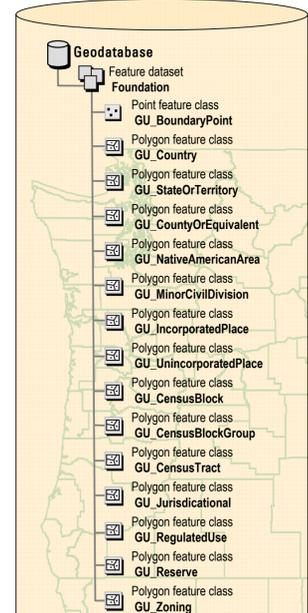 Geodatabase
Feature dataset
Foundation
Point feature class
GU_BoundaryPoint
Polygon feature class
GU_Country
Polygon feature class
GU_StateOrTerritory
Polygon feature class
GU_CountyOrEquivalent
Polygon feature class
GU_NativeAmericanArea
Polygon feature class
GU_MinorCivilDivision
Polygon feature class
GU_IncorporatedPlace
Polygon feature class
GU_UnincorporatedPlace
Polygon feature class
GU_CensusBlock
Polygon feature class
GU_CensusBlockGroup
Polygon feature class
GU_CensusTract
Polygon feature class
GU_Jurisdicational
Polygon feature class
GU_RegulatedUse
Polygon feature class
GU_Reserve
Polygon feature class
GU_Zoning